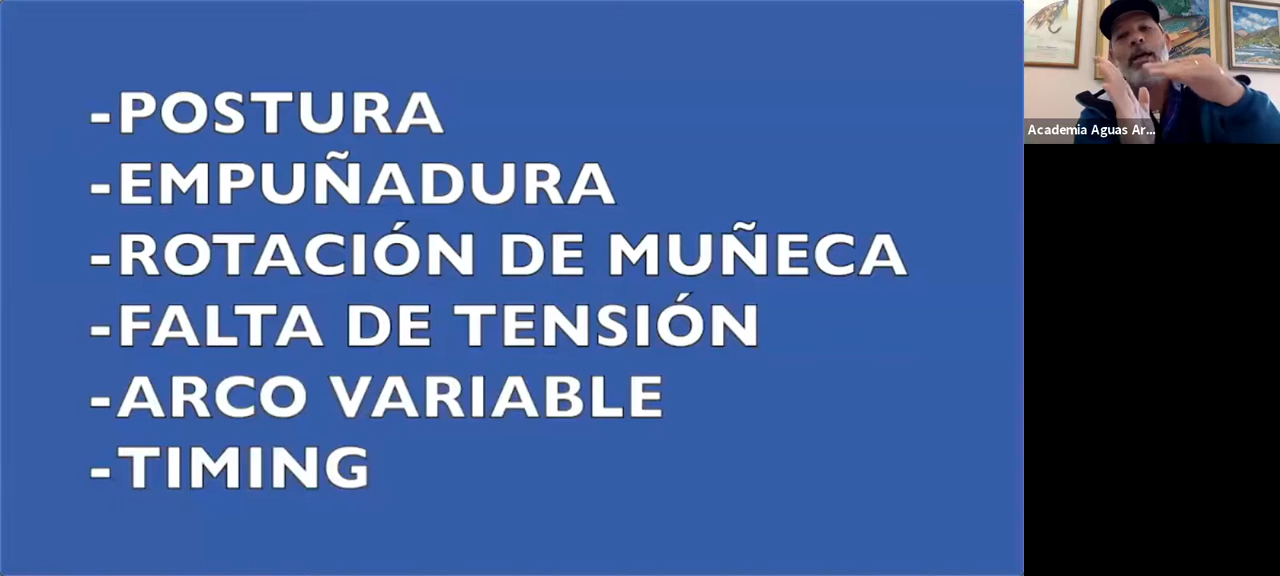 -POSTURA
-EMPUÑADURA
-ROTACIÓN DE MUÑECA
-FALTA DE TENSIÓN
-ARCO VARIABLE
-TIMING
Academia Aguas Ar...